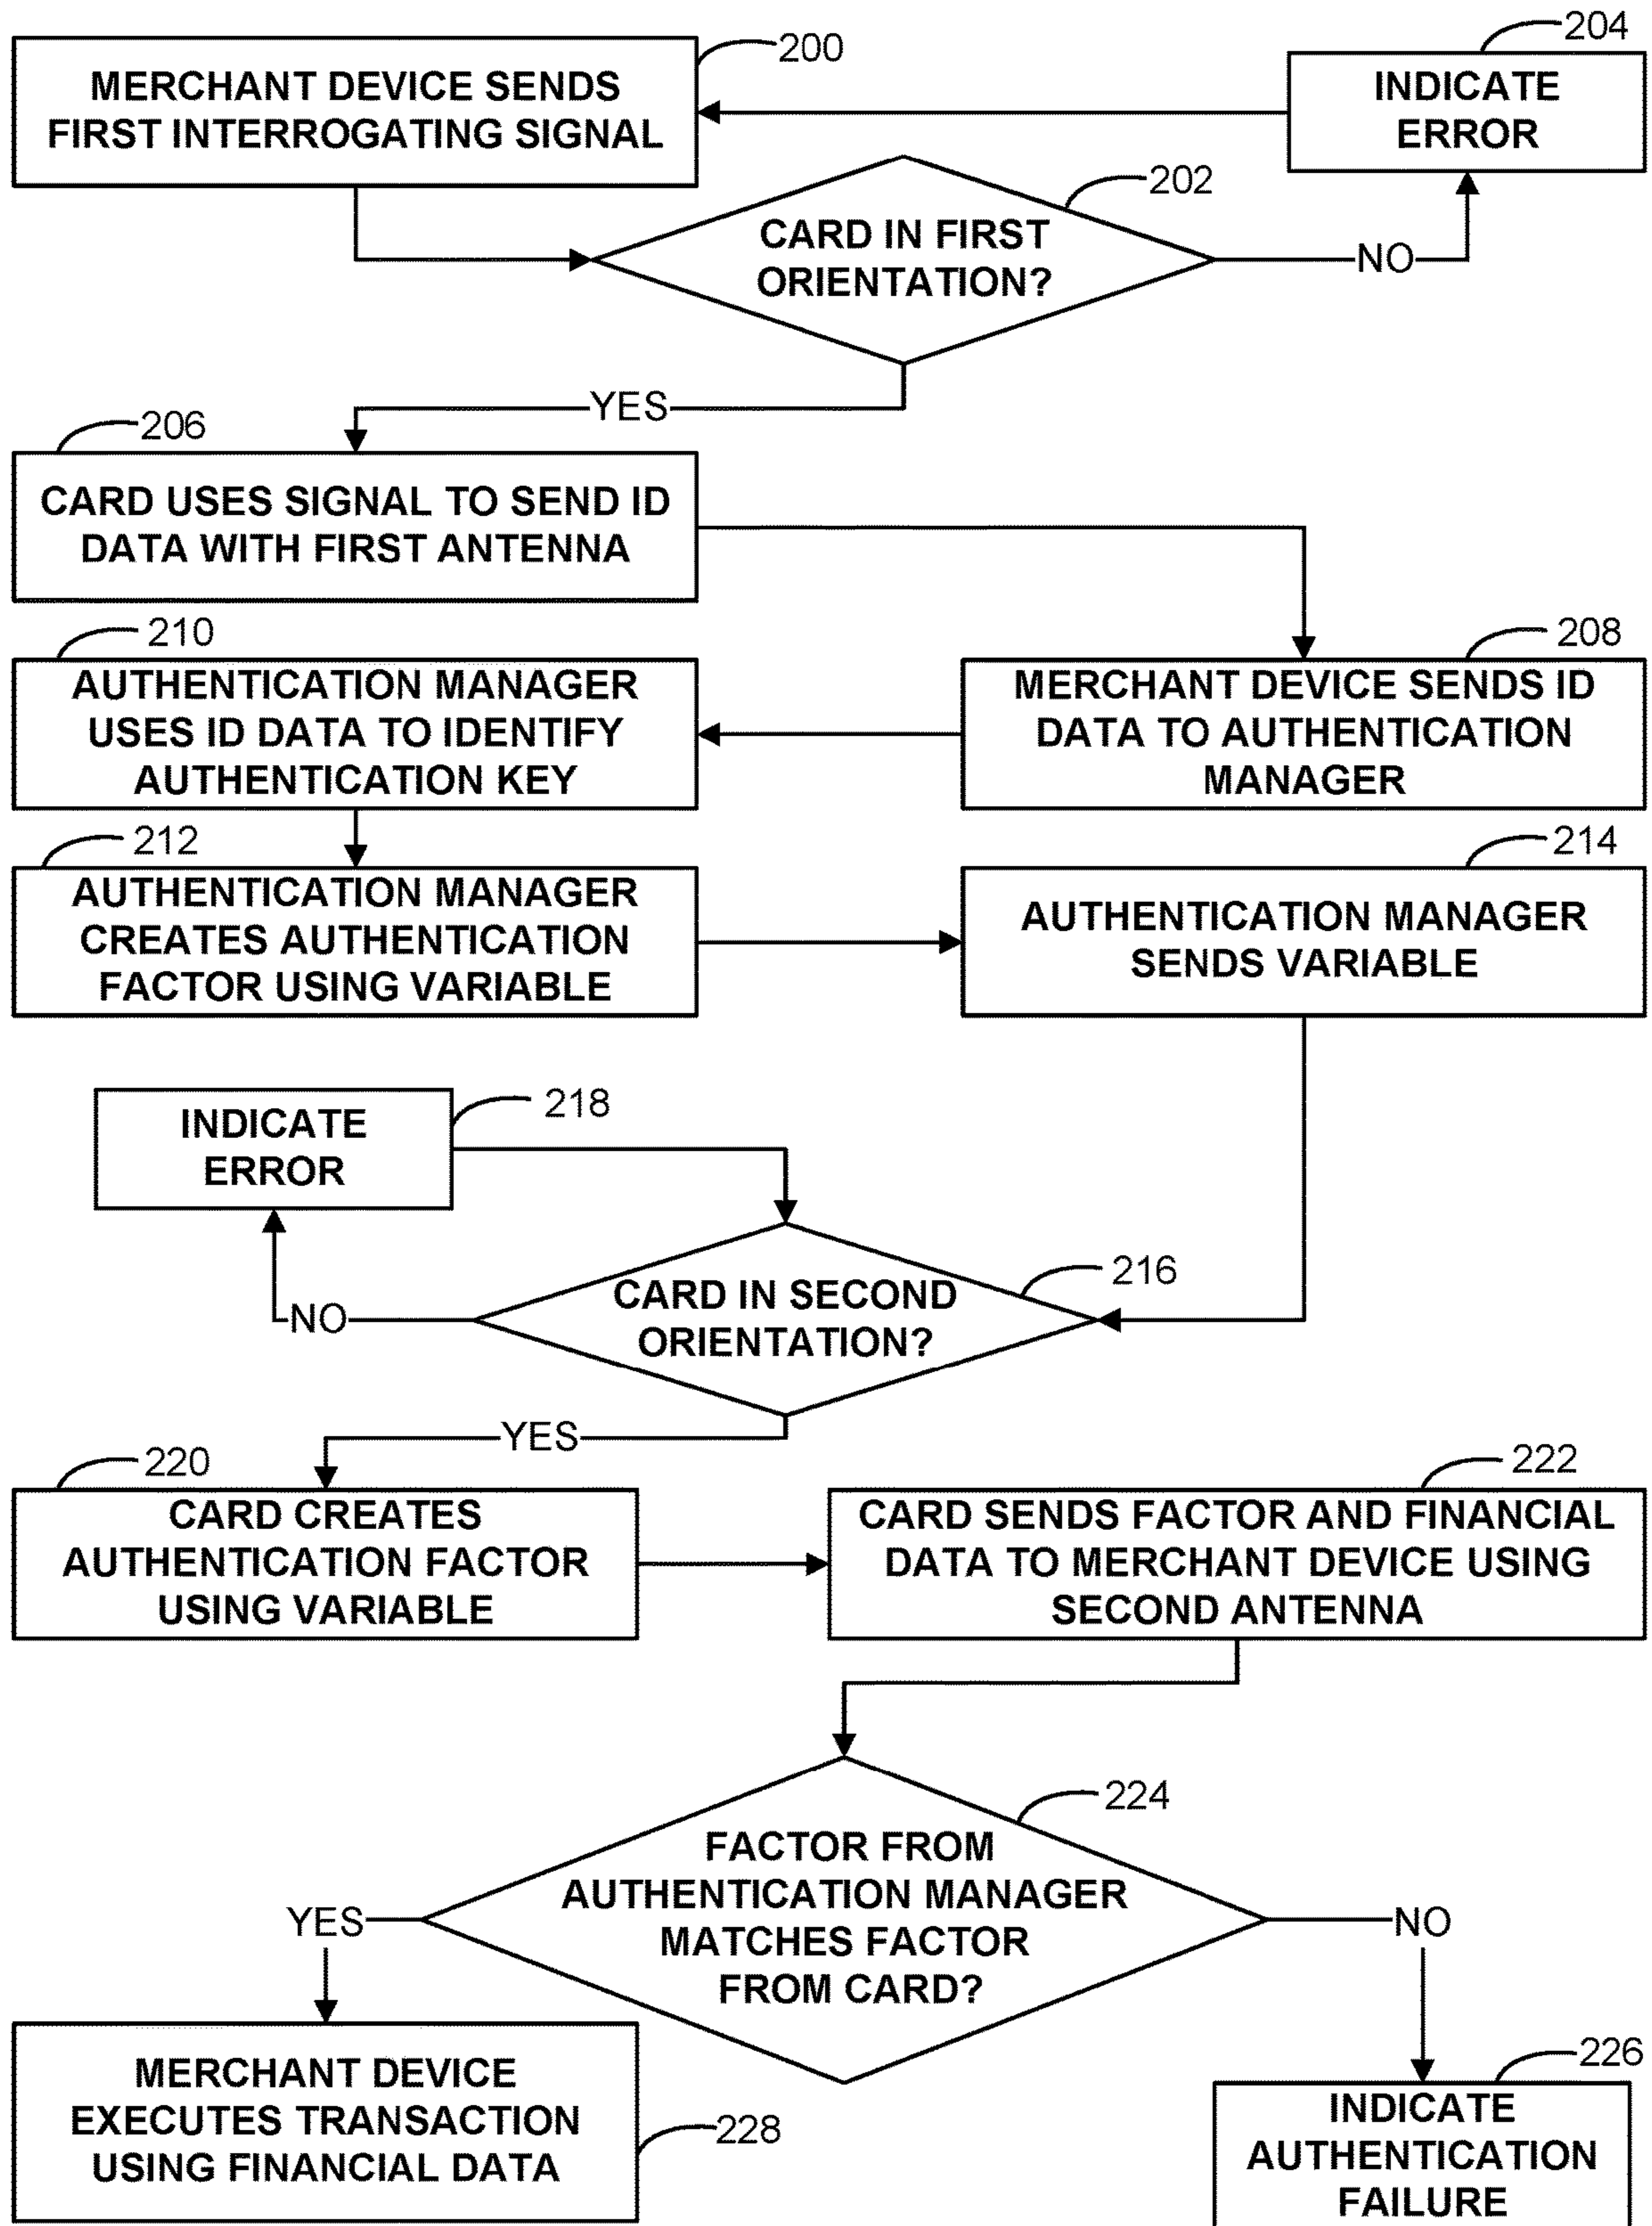 200
MERCHANT DEVICE SENDS
FIRST INTERROGATING SIGNAL
204
INDICATE
ERROR
202
CARD IN FIRST
ORIENTATION?
NO
YES
206
CARD USES SIGNAL TO SEND ID
DATA WITH FIRST ANTENNA
208
MERCHANT DEVICE SENDS ID
DATA TO AUTHENTICATION
MANAGER
210
AUTHENTICATION MANAGER
USES ID DATA TO IDENTIFY
AUTHENTICATION KEY
212
AUTHENTICATION MANAGER
CREATES AUTHENTICATION
FACTOR USING VARIABLE
214
AUTHENTICATION MANAGER
SENDS VARIABLE
218
INDICATE
ERROR
216
CARD IN SECOND
ORIENTATION?
NO
YES
220
CARD CREATES
AUTHENTICATION FACTOR
USING VARIABLE
222
CARD SENDS FACTOR AND FINANCIAL
DATA TO MERCHANT DEVICE USING
SECOND ANTENNA
224
FACTOR FROM
AUTHENTICATION MANAGER
MATCHES FACTOR
FROM CARD?
YES
NO
228
MERCHANT DEVICE
EXECUTES TRANSACTION
USING FINANCIAL DATA
226
INDICATE
AUTHENTICATION
FAILURE